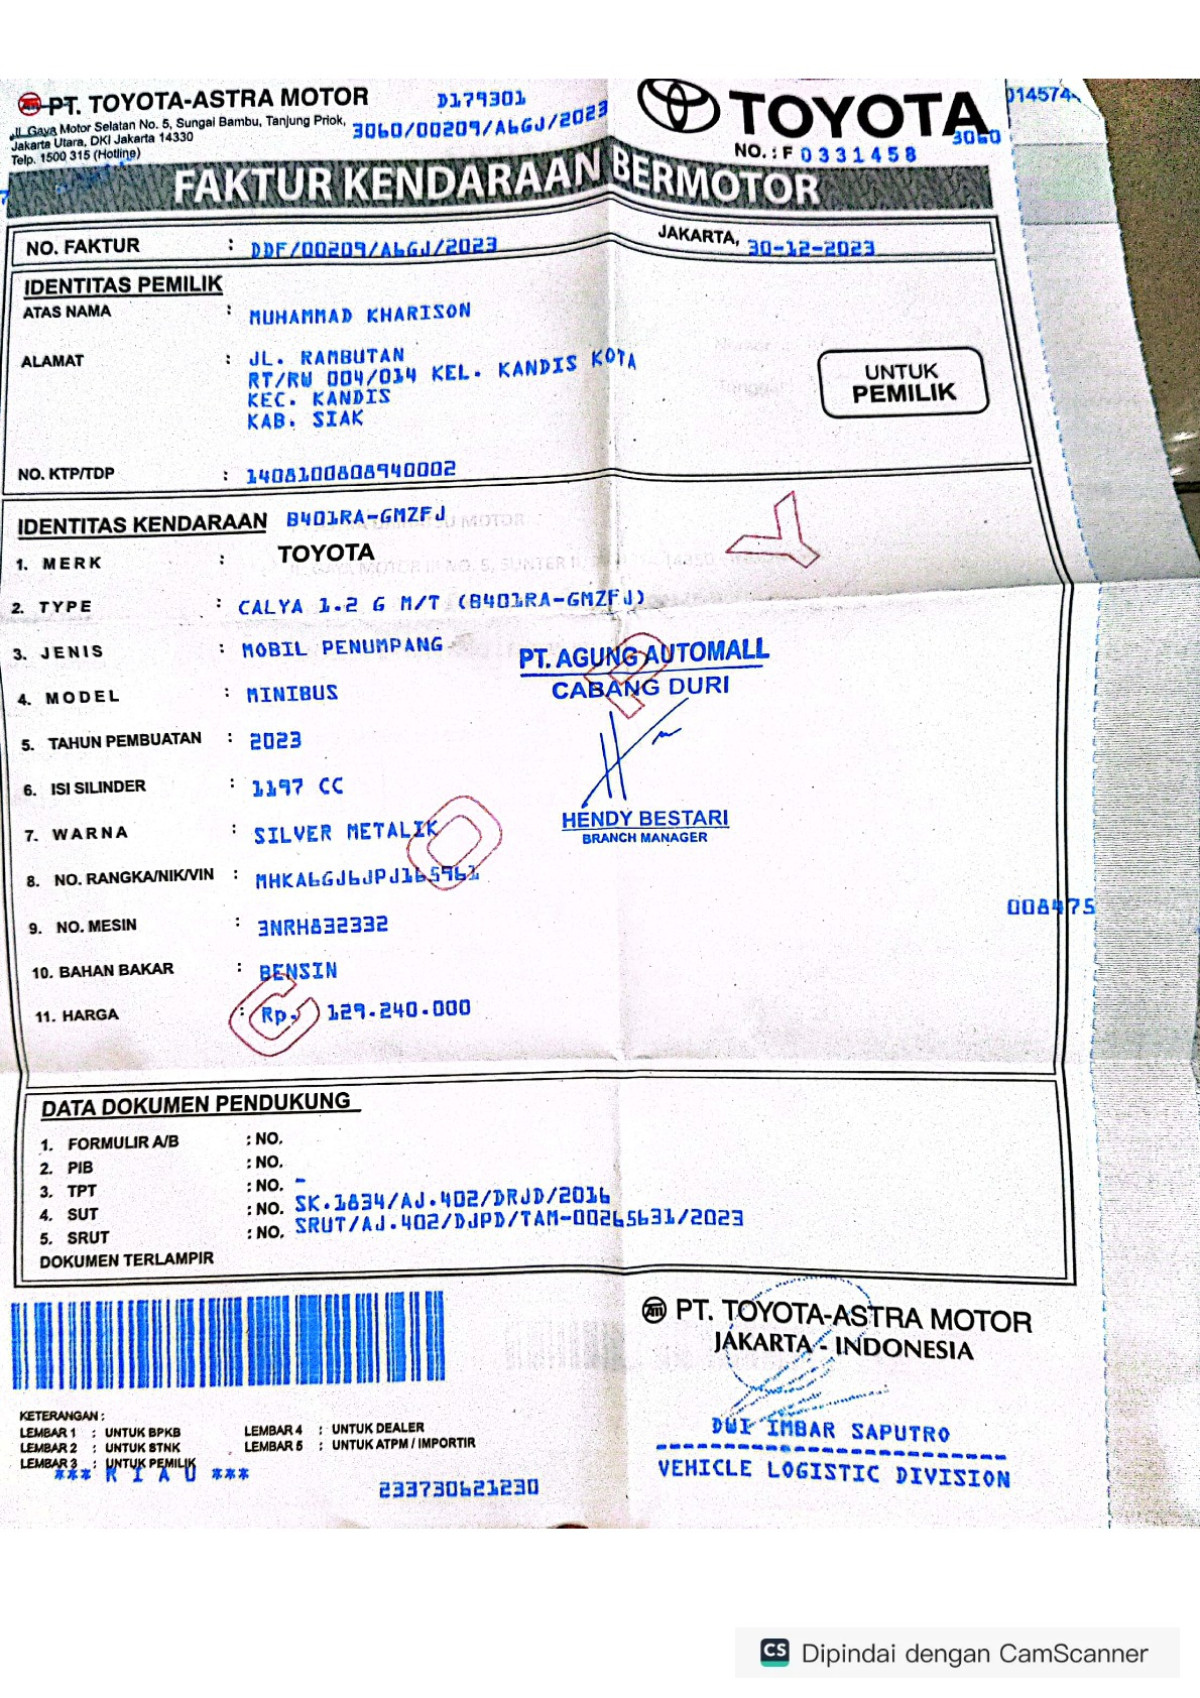 PT. TOYOTA-ASTRA MOTOR
Jl. Gaya Motor Selatan No. 5, Sungai Bambu, Tanjung Priok,
Jakarta Utara, DKI Jakarta 14330
Telp. 1500 315 (Hotline)
D179301
3060/00209/A6GJ/2023
TOYOTA
014574
3060
NO. : F 0331458
FAKTUR KENDARAAN BERMOTOR
NO. FAKTUR : DDF/00209/A6GJ/2023
JAKARTA, 30-12-2023
IDENTITAS PEMILIK
ATAS NAMA : MUHAMMAD KHARISON
ALAMAT : JL. RAMBUTAN
RT/RW 004/014 KEL. KANDIS KOTA
KEC. KANDIS
KAB. SIAK
UNTUK
PEMILIK
NO. KTP/TDP : 1408100808940002
IDENTITAS KENDARAAN B401RA-GMZFJ
1. MERK : TOYOTA
2. TYPE : CALYA 1.2 G M/T (B401RA-GMZFJ)
3. JENIS : MOBIL PENUMPANG
4. MODEL : MINIBUS
5. TAHUN PEMBUATAN : 2023
6. ISI SILINDER : 1197 CC
7. WARNA : SILVER METALIK
8. NO. RANGKA/NIK/VIN : MHKA6GJ6JPJ165961
9. NO. MESIN : 3NRH832332
10. BAHAN BAKAR : BENSIN
11. HARGA : Rp. 129.240.000
PT. AGUNG AUTOMALL
CABANG DURI
HENDY BESTARI
BRANCH MANAGER
COPY
008475
DATA DOKUMEN PENDUKUNG
1. FORMULIR A/B : NO.
2. PIB : NO.
3. TPT : NO. -
4. SUT : NO. SK.1834/AJ.402/DRJD/2016
5. SRUT : NO. SRUT/AJ.402/DJPD/TAM-00265631/2023
DOKUMEN TERLAMPIR
PT. TOYOTA-ASTRA MOTOR
JAKARTA - INDONESIA
DWI IMBAR SAPUTRO
VEHICLE LOGISTIC DIVISION
KETERANGAN :
LEMBAR 1 : UNTUK BPKB
LEMBAR 2 : UNTUK STNK
LEMBAR 3 : UNTUK PEMILIK
LEMBAR 4 : UNTUK DEALER
LEMBAR 5 : UNTUK ATPM / IMPORTIR
*** R I A U ***
233730621230
CS Dipindai dengan CamScanner